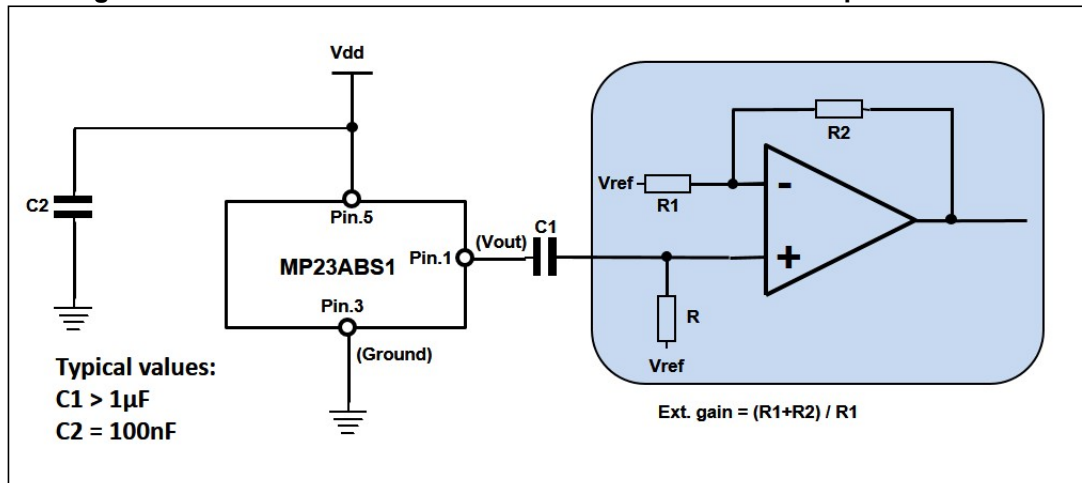 Vdd
C2
Pin.5
MP23ABS1
Pin.1
(Vout)
C1
Pin.3
(Ground)
Typical values:
C1 > 1µF
C2 = 100nF
R2
Vref
R1
-
+
R
Vref
Ext. gain = (R1+R2) / R1